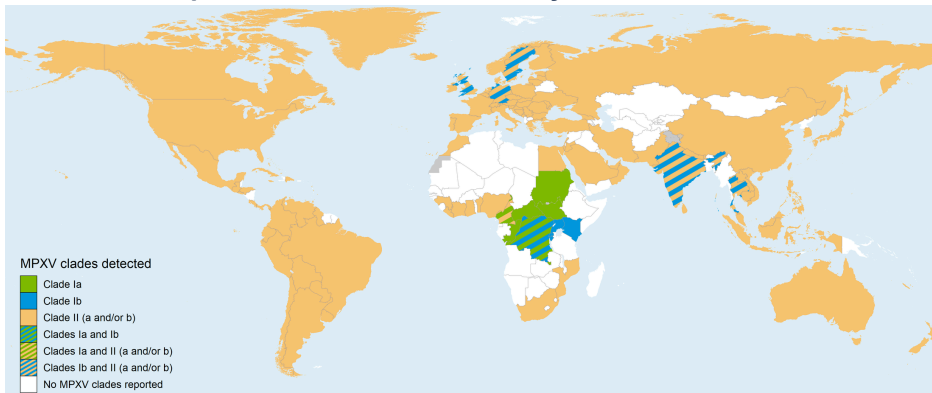 MPXV clades detected
Clade Ia
Clade Ib
Clade II (a and/or b)
Clades Ia and Ib
Clades Ia and II (a and/or b)
Clades Ib and II (a and/or b)
No MPXV clades reported